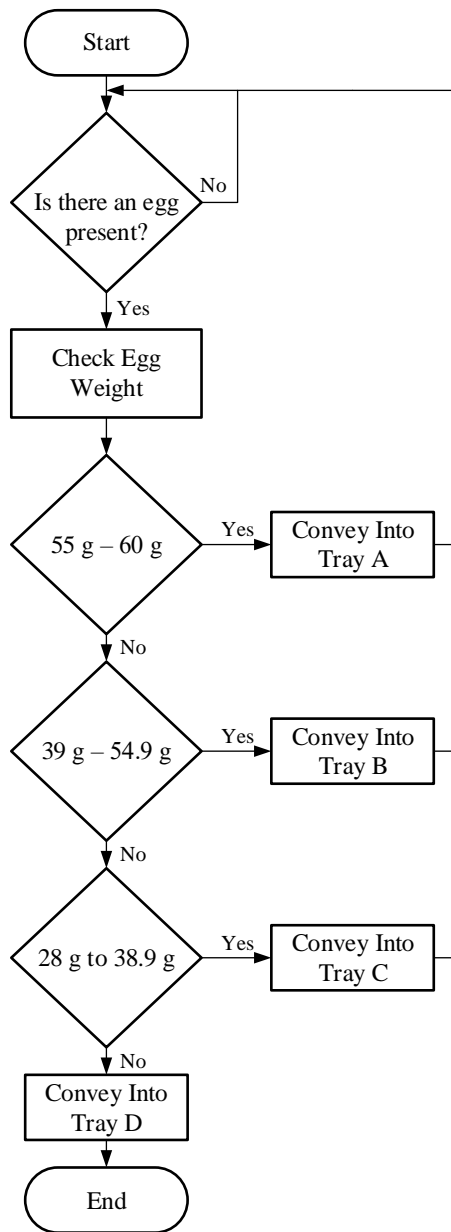 Start
No
Is there an egg
present?
Yes
Check Egg
Weight
55 g – 60 g
Yes
Convey Into
Tray A
No
39 g – 54.9 g
Yes
Convey Into
Tray B
No
28 g to 38.9 g
Yes
Convey Into
Tray C
No
Convey Into
Tray D
End